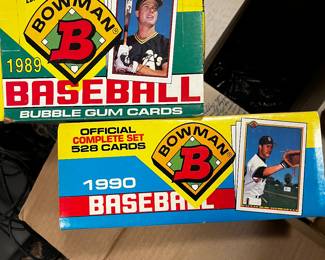 BOWMAN
B
1989
BASEBALL
BUBBLE GUM CARDS
OFFICIAL
COMPLETE SET
528 CARDS
BOWMAN
B
1990
BASEBALL